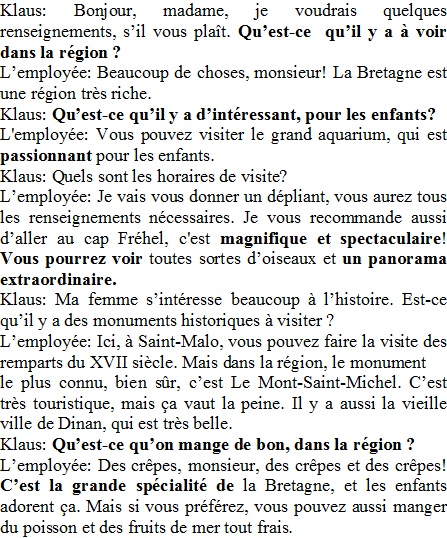 Klaus: Bonjour, madame, je voudrais quelques
renseignements, s’il vous plaît. Qu’est-ce qu’il y a à voir
dans la région ?
L’employée: Beaucoup de choses, monsieur! La Bretagne est
une région très riche.
Klaus: Qu’est-ce qu’il y a d’intéressant, pour les enfants?
L'employée: Vous pouvez visiter le grand aquarium, qui est
passionnant pour les enfants.
Klaus: Quels sont les horaires de visite?
L’employée: Je vais vous donner un dépliant, vous aurez tous
les renseignements nécessaires. Je vous recommande aussi
d’aller au cap Fréhel, c'est magnifique et spectaculaire!
Vous pourrez voir toutes sortes d’oiseaux et un panorama
extraordinaire.
Klaus: Ma femme s’intéresse beaucoup à l’histoire. Est-ce
qu’il y a des monuments historiques à visiter ?
L’employée: Ici, à Saint-Malo, vous pouvez faire la visite des
remparts du XVII siècle. Mais dans la région, le monument
le plus connu, bien sûr, c’est Le Mont-Saint-Michel. C’est
très touristique, mais ça vaut la peine. Il y a aussi la vieille
ville de Dinan, qui est très belle.
Klaus: Qu’est-ce qu’on mange de bon, dans la région ?
L’employée: Des crêpes, monsieur, des crêpes et des crêpes!
C’est la grande spécialité de la Bretagne, et les enfants
adorent ça. Mais si vous préférez, vous pouvez aussi manger
du poisson et des fruits de mer tout frais.